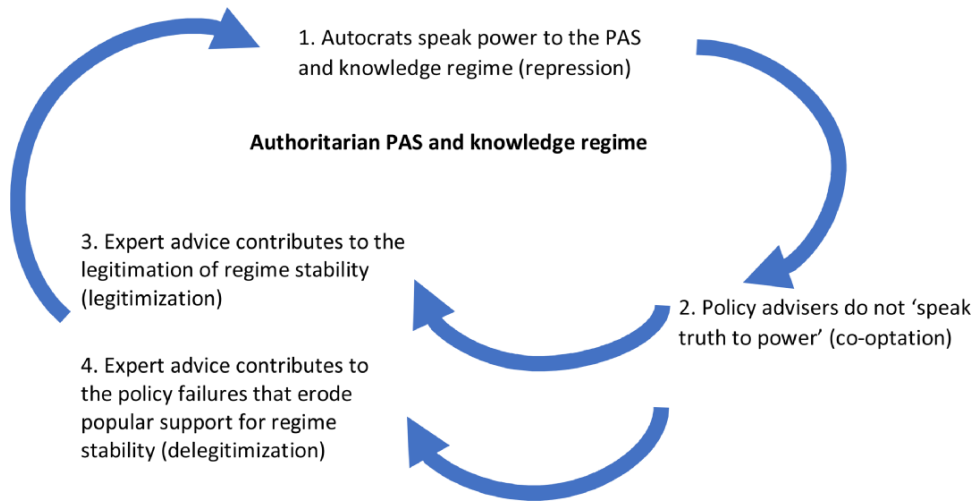 1. Autocrats speak power to the PAS
and knowledge regime (repression)
Authoritarian PAS and knowledge regime
2. Policy advisers do not ‘speak
truth to power’ (co-optation)
3. Expert advice contributes to the
legitimation of regime stability
(legitimization)
4. Expert advice contributes to
the policy failures that erode
popular support for regime
stability (delegitimization)